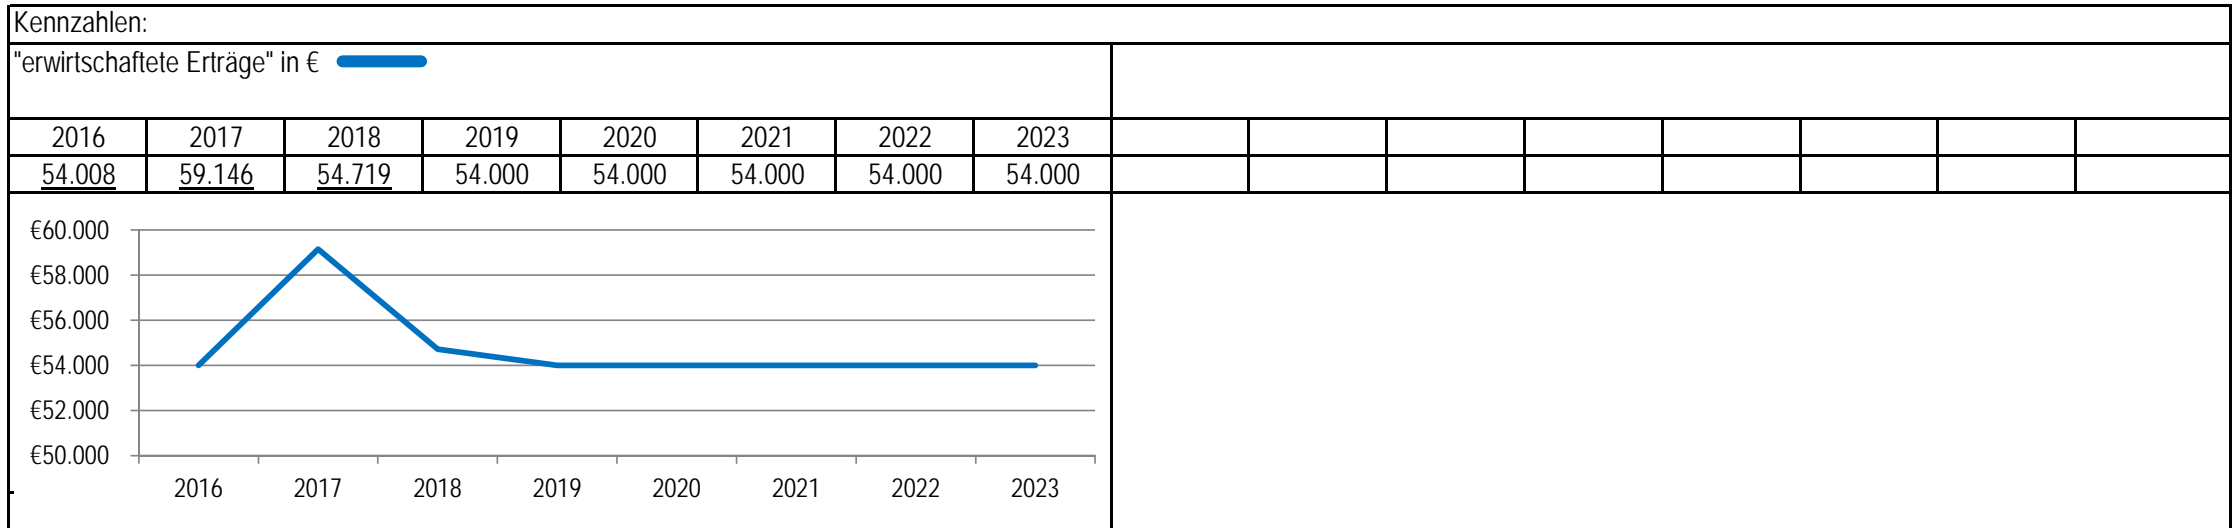 Kennzahlen:
"erwirtschaftete Erträge" in €
2016 2017 2018 2019 2020 2021 2022 2023
54.008 59.146 54.719 54.000 54.000 54.000 54.000 54.000
€60.000
€58.000
€56.000
€54.000
€52.000
€50.000
2016 2017 2018 2019 2020 2021 2022 2023